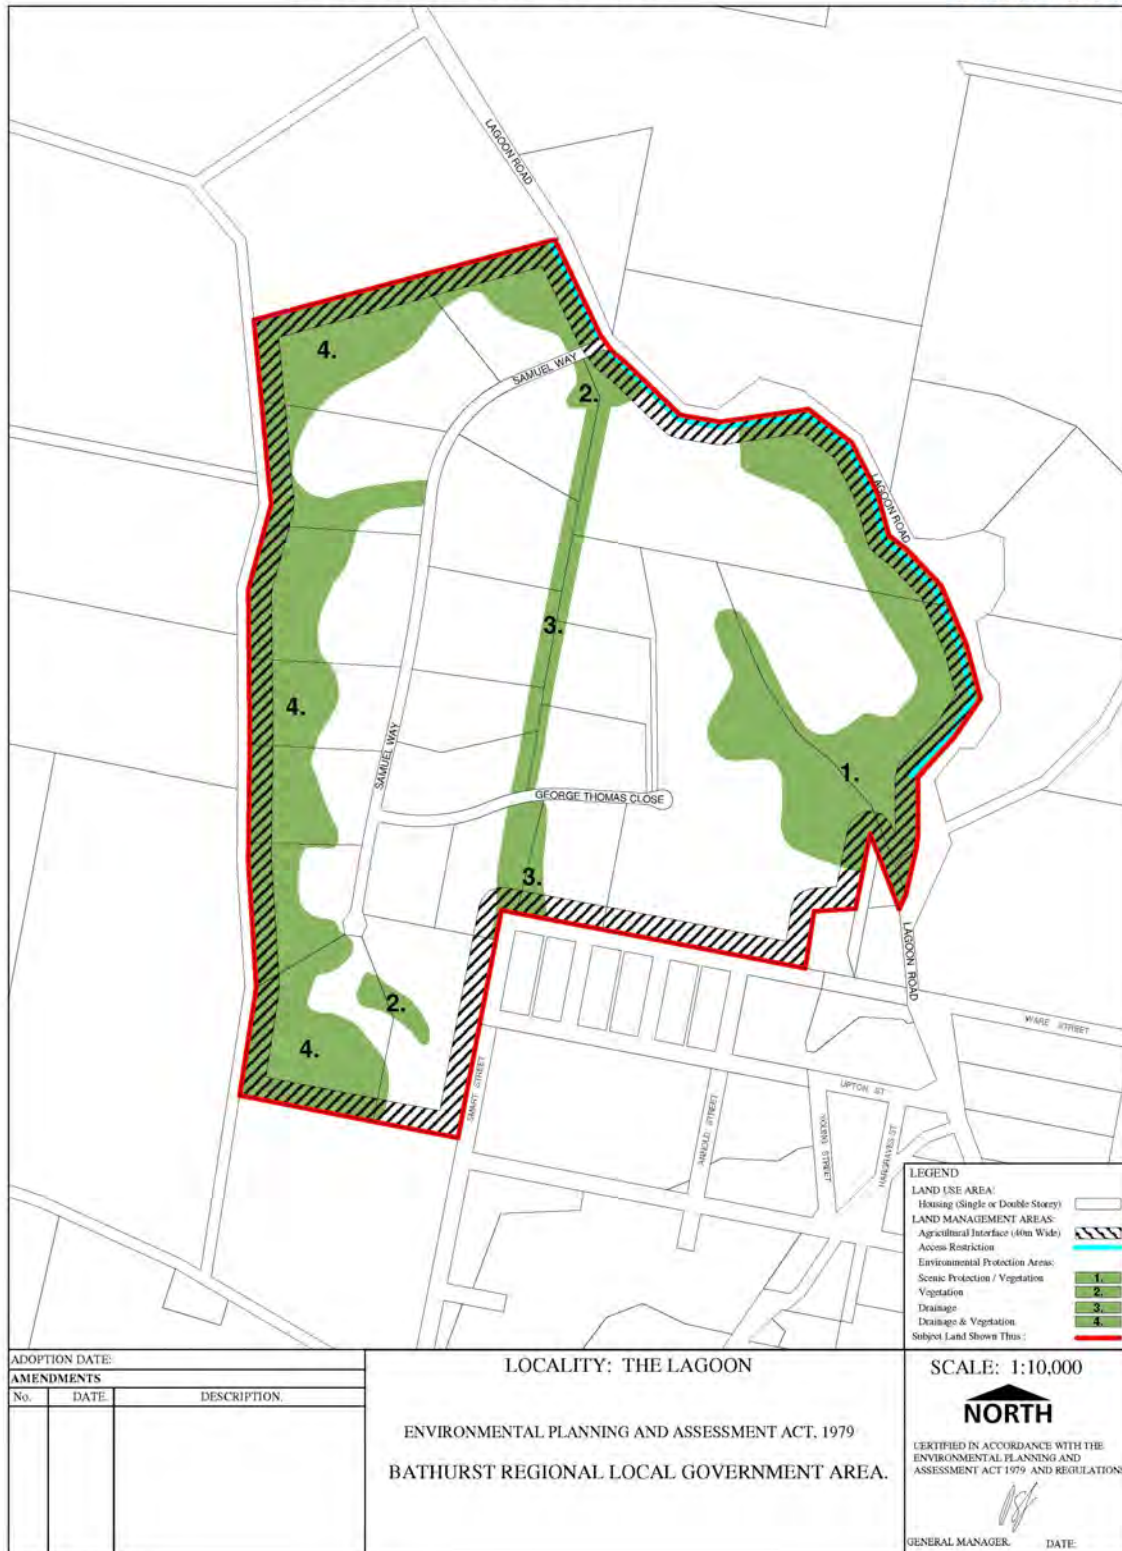 LAGOON ROAD
4.
SAMUEL WAY
2.
LAGOON ROAD
3.
4.
SAMUEL WAY
1.
GEORGE THOMAS CLOSE
3.
LAGOON ROAD
2.
WARE STREET
4.
SMART STREET
UPTON ST
ARNOLD STREET
HARGRAVES ST
LEGEND
LAND USE AREA:
Housing (Single or Double Storey)
LAND MANAGEMENT AREAS:
Agricultural Interface (40m Wide)
Access Restriction
Environmental Protection Areas:
Scenic Protection / Vegetation 1.
Vegetation 2.
Drainage 3.
Drainage & Vegetation 4.
Subject Land Shown Thus :
ADOPTION DATE:
AMENDMENTS
No. DATE. DESCRIPTION.
LOCALITY: THE LAGOON
ENVIRONMENTAL PLANNING AND ASSESSMENT ACT, 1979
BATHURST REGIONAL LOCAL GOVERNMENT AREA.
SCALE: 1:10,000
NORTH
CERTIFIED IN ACCORDANCE WITH THE
ENVIRONMENTAL PLANNING AND
ASSESSMENT ACT 1979 AND REGULATIONS
GENERAL MANAGER. DATE: